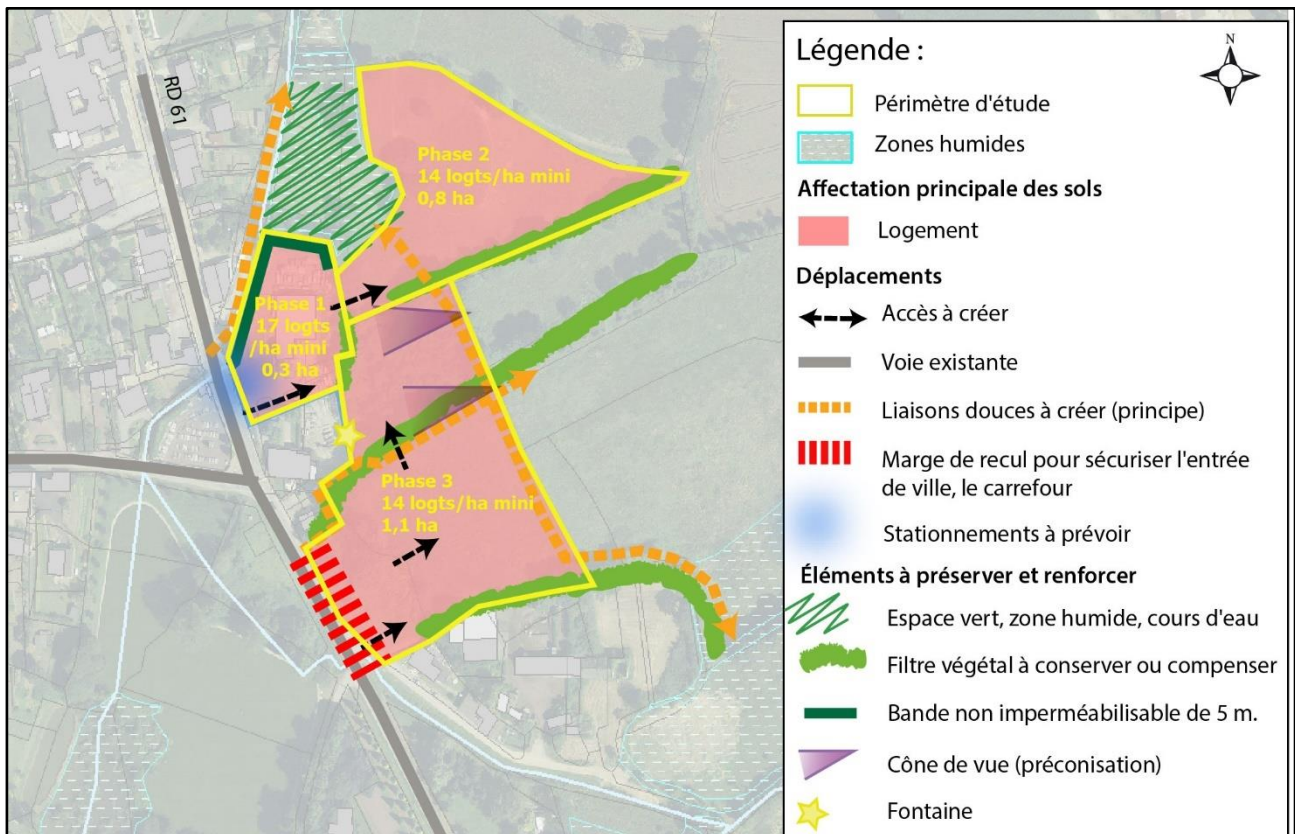 RD 61
Phase 2
14 logts/ha mini
0,8 ha
Phase 1
17 logts
/ha mini
0,3 ha
Phase 3
14 logts/ha mini
1,1 ha
Légende :
N
Périmètre d'étude
Zones humides
Affectation principale des sols
Logement
Déplacements
Accès à créer
Voie existante
Liaisons douces à créer (principe)
Marge de recul pour sécuriser l'entrée
de ville, le carrefour
Stationnements à prévoir
Éléments à préserver et renforcer
Espace vert, zone humide, cours d'eau
Filtre végétal à conserver ou compenser
Bande non imperméabilisable de 5 m.
Cône de vue (préconisation)
Fontaine